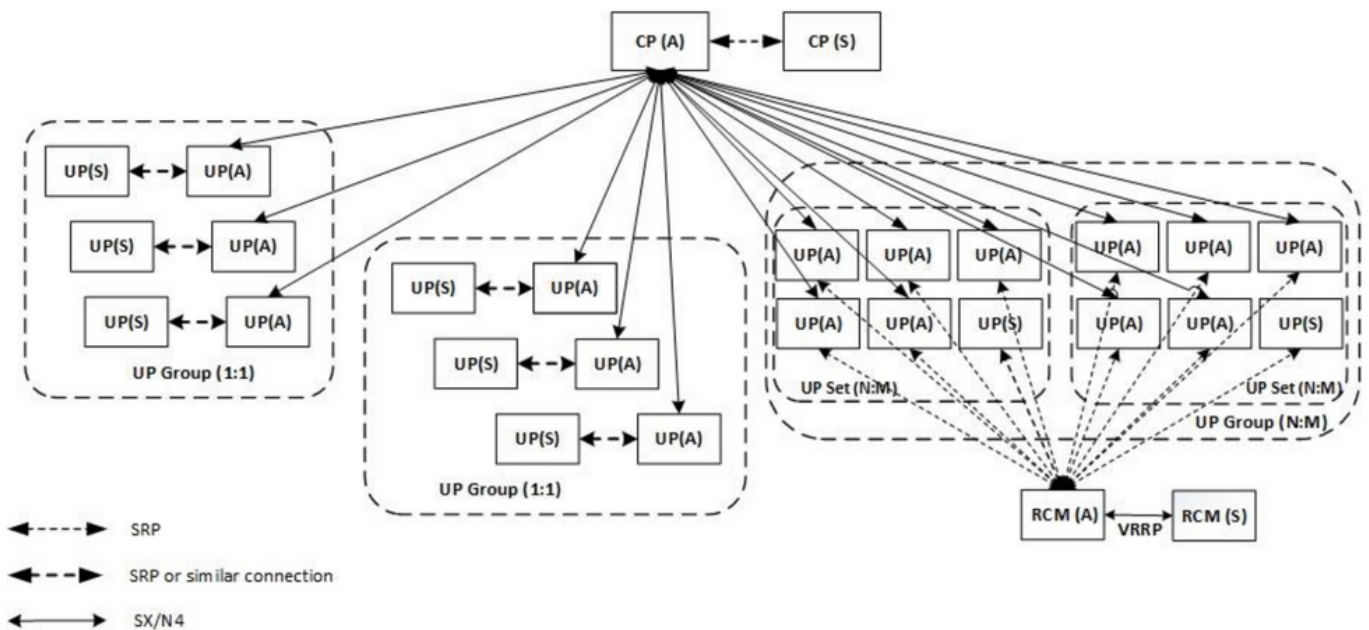 CP (A)
CP (S)
UP(S)
UP(A)
UP(S)
UP(A)
UP(S)
UP(A)
UP Group (1:1)
UP(S)
UP(A)
UP(S)
UP(A)
UP(S)
UP(A)
UP Group (1:1)
UP(A)
UP(A)
UP(A)
UP(A)
UP(A)
UP(S)
UP Set (N:M)
UP(A)
UP(A)
UP(A)
UP(A)
UP(A)
UP(S)
UP Set (N:M)
UP Group (N:M)
RCM (A)
VRRP
RCM (S)
SRP
SRP or similar connection
SX/N4